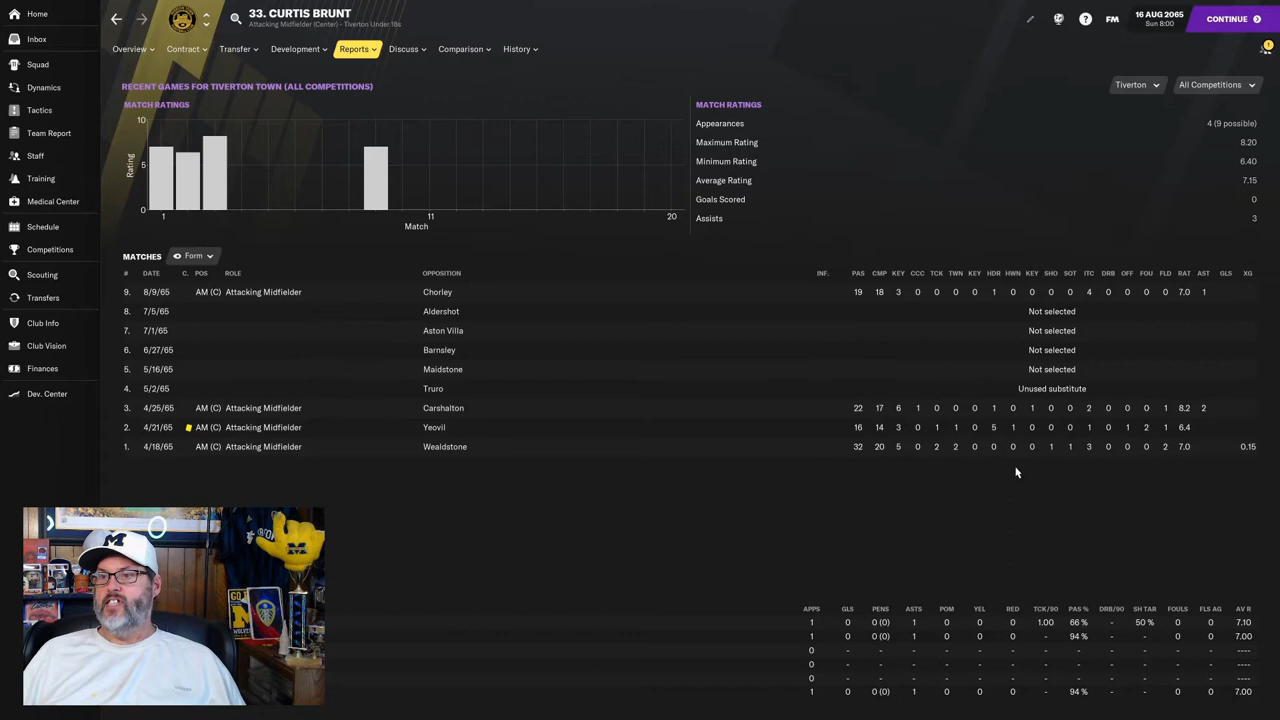 Home
Inbox
Squad
Dynamics
Tactics
Team Report
Staff
Training
Medical Center
Schedule
Competitions
Scouting
Transfers
Club Info
Club Vision
Finances
Dev. Center
33. CURTIS BRUNT
Attacking Midfielder (Center) - Tiverton Under 18s
FM
16 AUG 2065
Sun 8:00
CONTINUE
1
Overview Contract Transfer Development Reports Discuss Comparison History
RECENT GAMES FOR TIVERTON TOWN (ALL COMPETITIONS)
Tiverton
All Competitions
MATCH RATINGS
10
5
0
Rating
1 11 20
Match
MATCH RATINGS
Appearances 4 (9 possible)
Maximum Rating 8.20
Minimum Rating 6.40
Average Rating 7.15
Goals Scored 0
Assists 3
MATCHES Form
# DATE C. POS ROLE OPPOSITION INF. PAS CMP KEY CCC TCK TWN KEY HDR HWN KEY SHO SOT ITC DRB OFF FOU FLD RAT AST GLS XG
9. 8/9/65 AM (C) Attacking Midfielder Chorley 19 18 3 0 0 0 0 1 0 0 0 0 4 0 0 0 0 7.0 1
8. 7/5/65 Aldershot Not selected
7. 7/1/65 Aston Villa Not selected
6. 6/27/65 Barnsley Not selected
5. 5/16/65 Maidstone Not selected
4. 5/2/65 Truro Unused substitute
3. 4/25/65 AM (C) Attacking Midfielder Carshalton 22 17 6 1 0 0 0 1 0 1 0 0 2 0 0 0 1 8.2 2
2. 4/21/65 AM (C) Attacking Midfielder Yeovil 16 14 3 0 1 1 0 5 1 0 0 0 1 0 1 2 1 6.4
1. 4/18/65 AM (C) Attacking Midfielder Wealdstone 32 20 5 0 2 2 0 0 0 0 1 1 3 0 0 0 2 7.0 0.15
APPS GLS PENS ASTS POM YEL RED TCK/90 PAS % DRB/90 SH TAR FOULS FLS AG AV R
1 0 0 (0) 1 0 0 0 1.00 66 % - 50 % 0 0 7.10
1 0 0 (0) 1 0 0 0 - 94 % - - 0 0 7.00
0 - - - - - - - - - - - - ----
0 - - - - - - - - - - - - ----
0 - - - - - - - - - - - - ----
1 0 0 (0) 1 0 0 0 - 94 % - - 0 0 7.00
M
GO